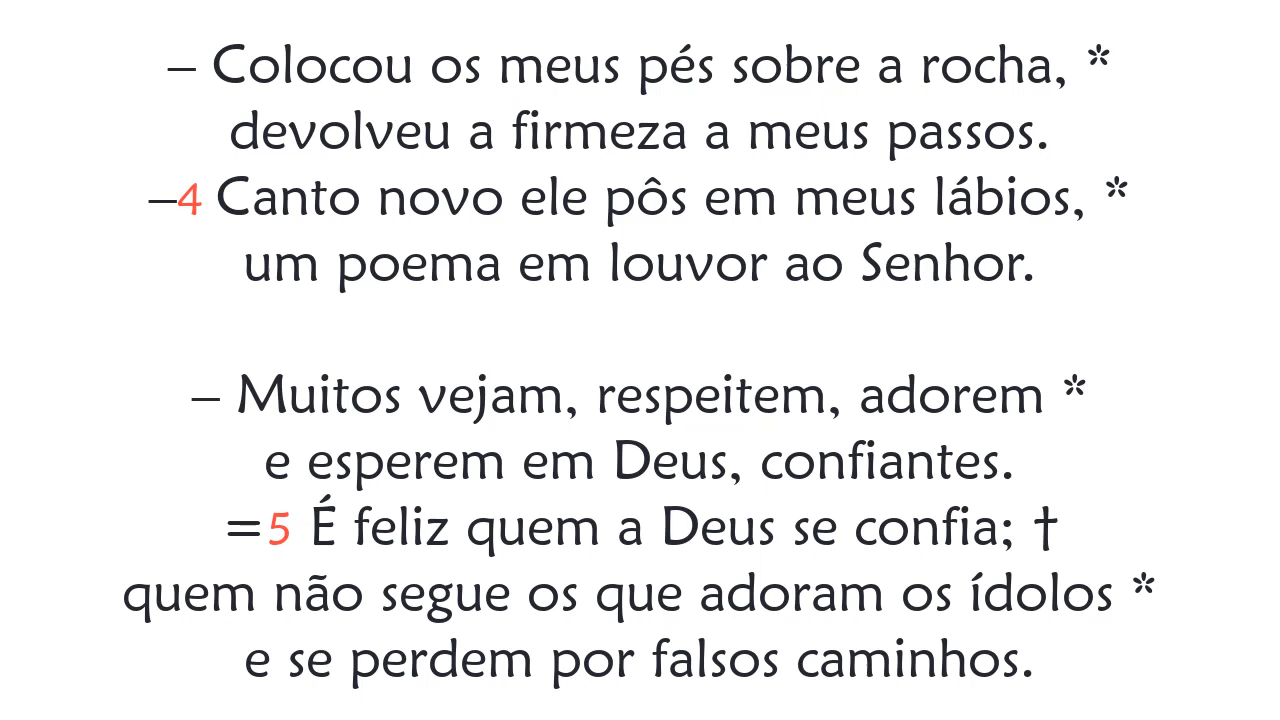 – Colocou os meus pés sobre a rocha, *
devolveu a firmeza a meus passos.
–4 Canto novo ele pôs em meus lábios, *
um poema em louvor ao Senhor.
– Muitos vejam, respeitem, adorem *
e esperem em Deus, confiantes.
=5 É feliz quem a Deus se confia; †
quem não segue os que adoram os ídolos *
e se perdem por falsos caminhos.